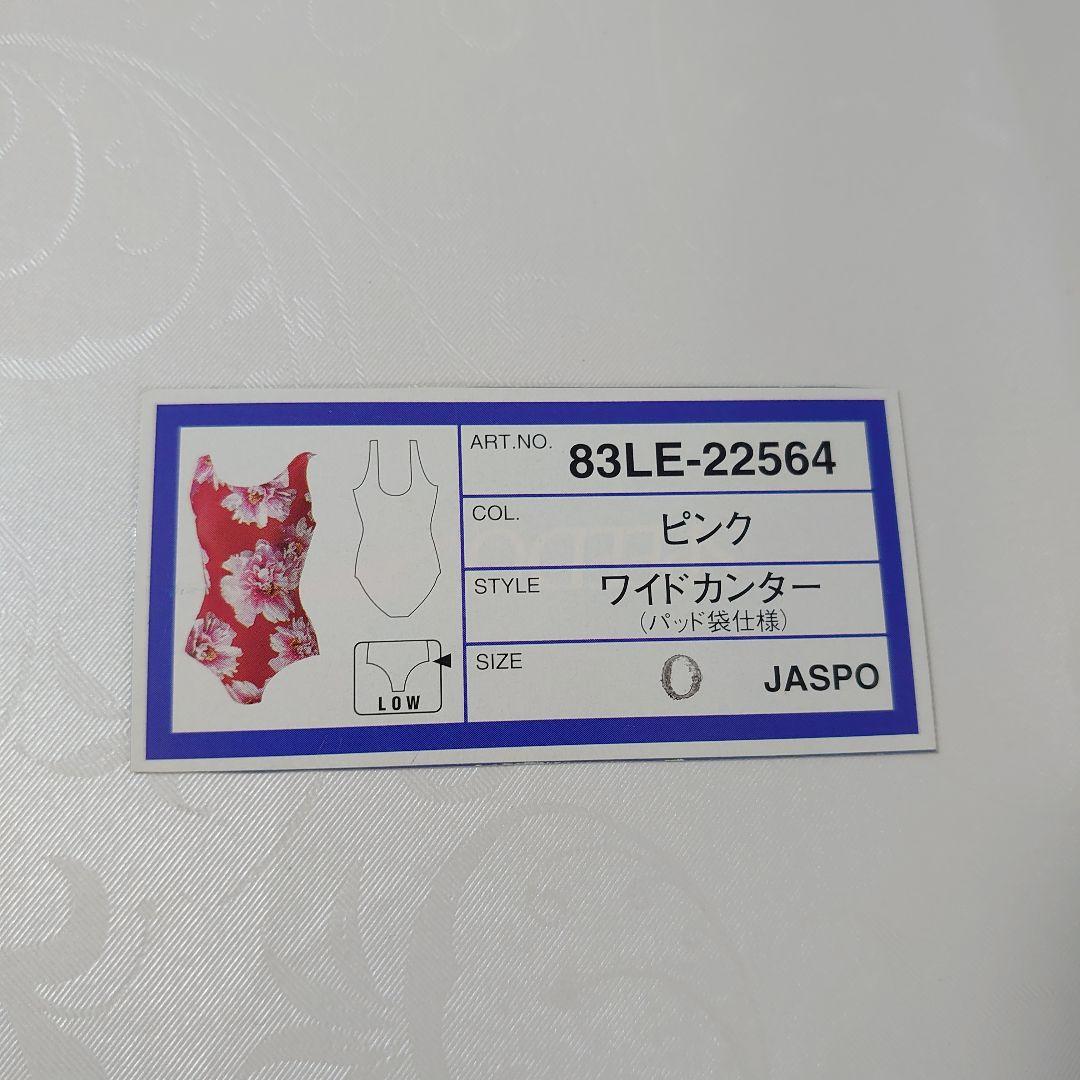 ART.NO. 83LE-22564
COL. ピンク
STYLE ワイドカンター
(パッド袋仕様)
SIZE O JASPO
LOW